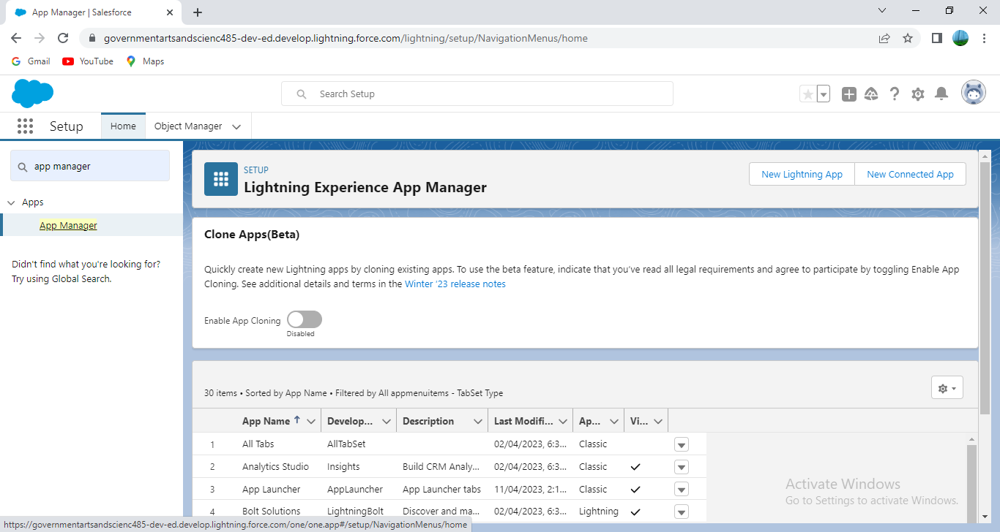 App Manager | Salesforce
governmentartsandscienc485-dev-ed.develop.lightning.force.com/lightning/setup/NavigationMenus/home
Gmail YouTube Maps
Search Setup
Setup Home Object Manager
app manager
Apps
App Manager
Didn't find what you're looking for?
Try using Global Search.
SETUP
Lightning Experience App Manager
New Lightning App New Connected App
Clone Apps(Beta)
Quickly create new Lightning apps by cloning existing apps. To use the beta feature, indicate that you've read all legal requirements and agree to participate by toggling Enable App
Cloning. See additional details and terms in the Winter '23 release notes
Enable App Cloning
Disabled
30 items • Sorted by App Name • Filtered by All appmenuitems - TabSet Type
App Name Develop... Description Last Modifi... Ap... Vi...
1 All Tabs AllTabSet 02/04/2023, 6:3... Classic
2 Analytics Studio Insights Build CRM Analy... 02/04/2023, 6:3... Classic
3 App Launcher AppLauncher App Launcher tabs 11/04/2023, 2:1... Classic
4 Bolt Solutions LightningBolt Discover and ma... 02/04/2023, 6:3... Lightning
Activate Windows
Go to Settings to activate Windows.
https://governmentartsandscienc485-dev-ed.develop.lightning.force.com/one/one.app#/setup/NavigationMenus/home